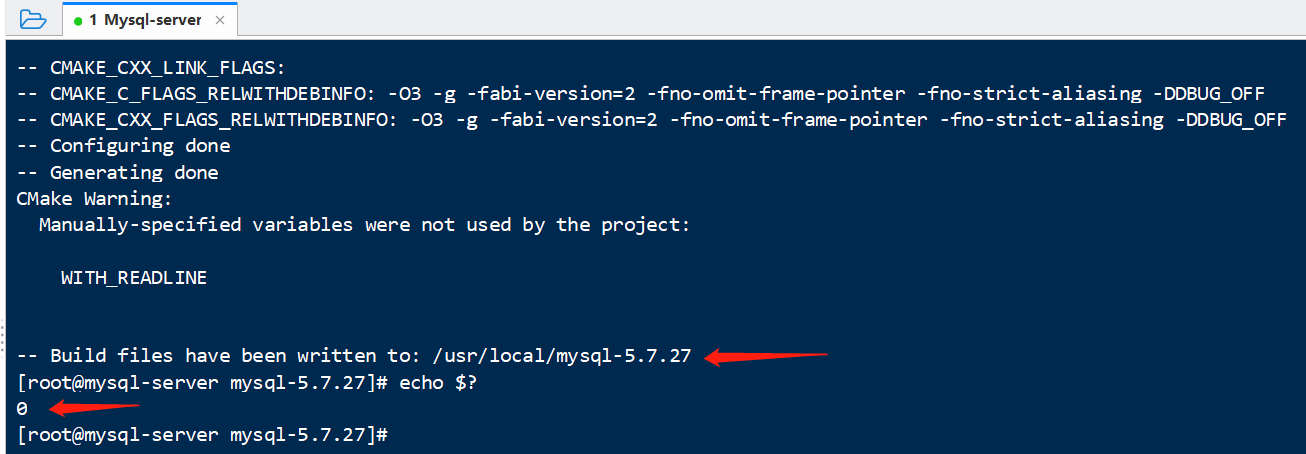 1 Mysql-server ×
-- CMAKE_CXX_LINK_FLAGS:
-- CMAKE_C_FLAGS_RELWITHDEBINFO: -O3 -g -fabi-version=2 -fno-omit-frame-pointer -fno-strict-aliasing -DDBUG_OFF
-- CMAKE_CXX_FLAGS_RELWITHDEBINFO: -O3 -g -fabi-version=2 -fno-omit-frame-pointer -fno-strict-aliasing -DDBUG_OFF
-- Configuring done
-- Generating done
CMake Warning:
  Manually-specified variables were not used by the project:
    WITH_READLINE
-- Build files have been written to: /usr/local/mysql-5.7.27
[root@mysql-server mysql-5.7.27]# echo $?
0
[root@mysql-server mysql-5.7.27]#